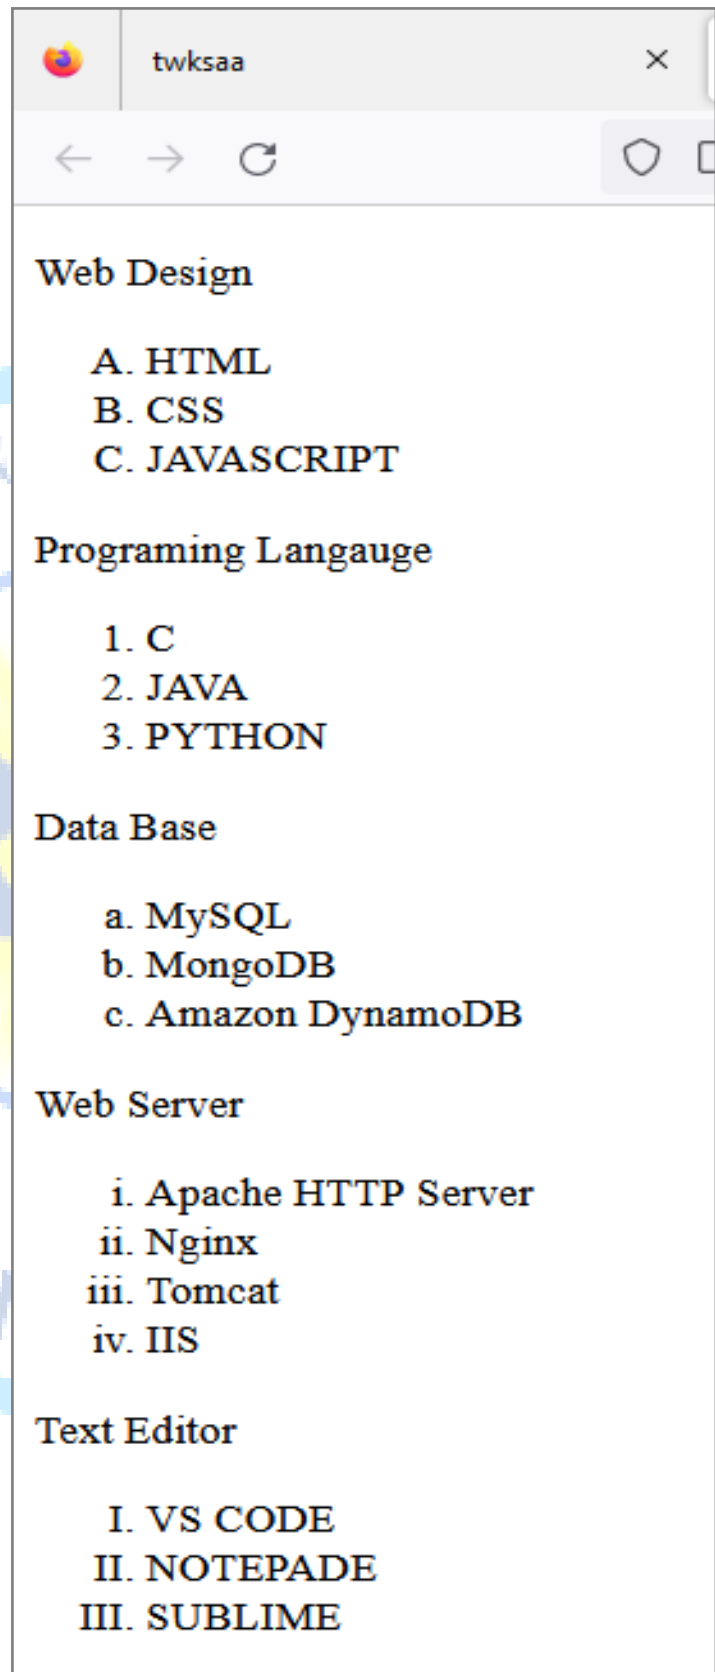 twksaa
Web Design
A. HTML
B. CSS
C. JAVASCRIPT
Programing Langauge
1. C
2. JAVA
3. PYTHON
Data Base
a. MySQL
b. MongoDB
c. Amazon DynamoDB
Web Server
i. Apache HTTP Server
ii. Nginx
iii. Tomcat
iv. IIS
Text Editor
I. VS CODE
II. NOTEPADE
III. SUBLIME